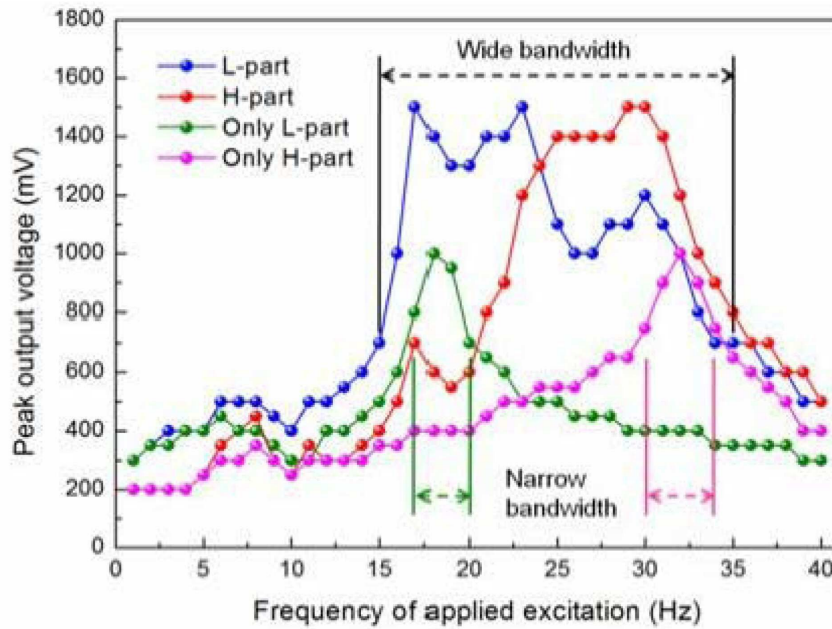 1800
1600
1400
1200
1000
800
600
400
200
0
Peak output voltage (mV)
L-part
H-part
Only L-part
Only H-part
Wide bandwidth
Narrow
bandwidth
0 5 10 15 20 25 30 35 40
Frequency of applied excitation (Hz)